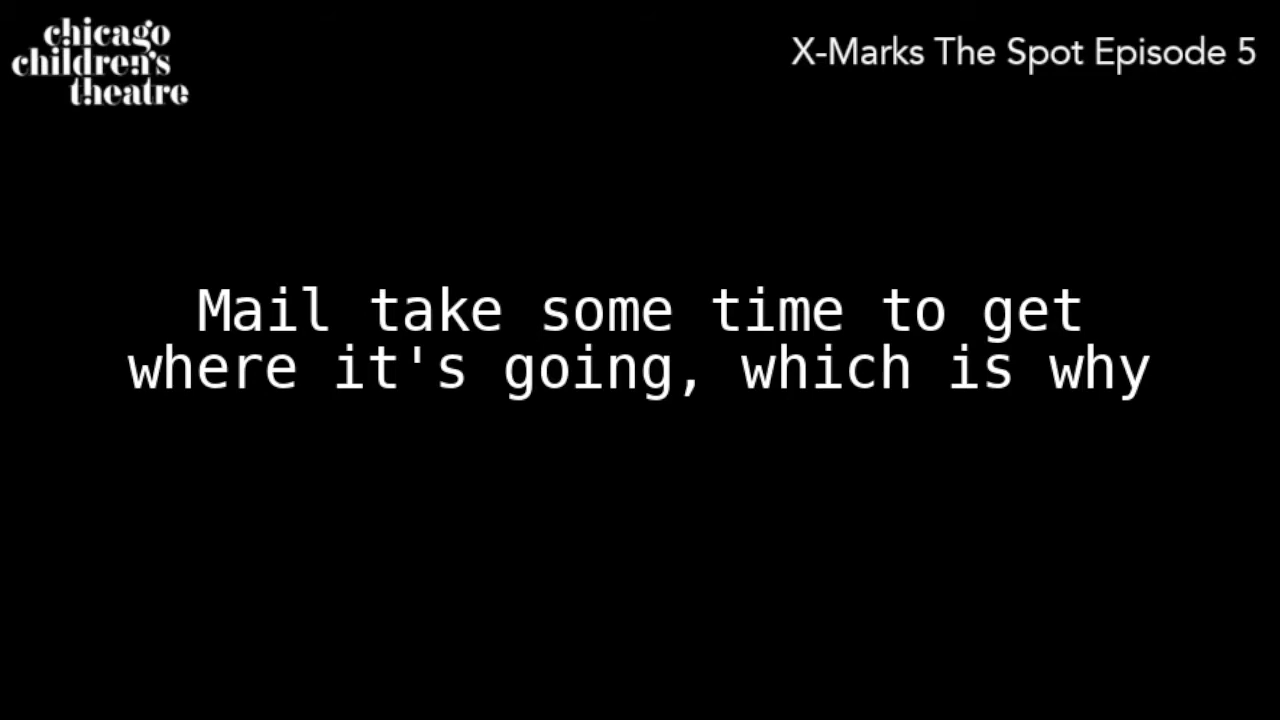 chicago
children's
theatre
X-Marks The Spot Episode 5
Mail take some time to get
where it's going, which is why